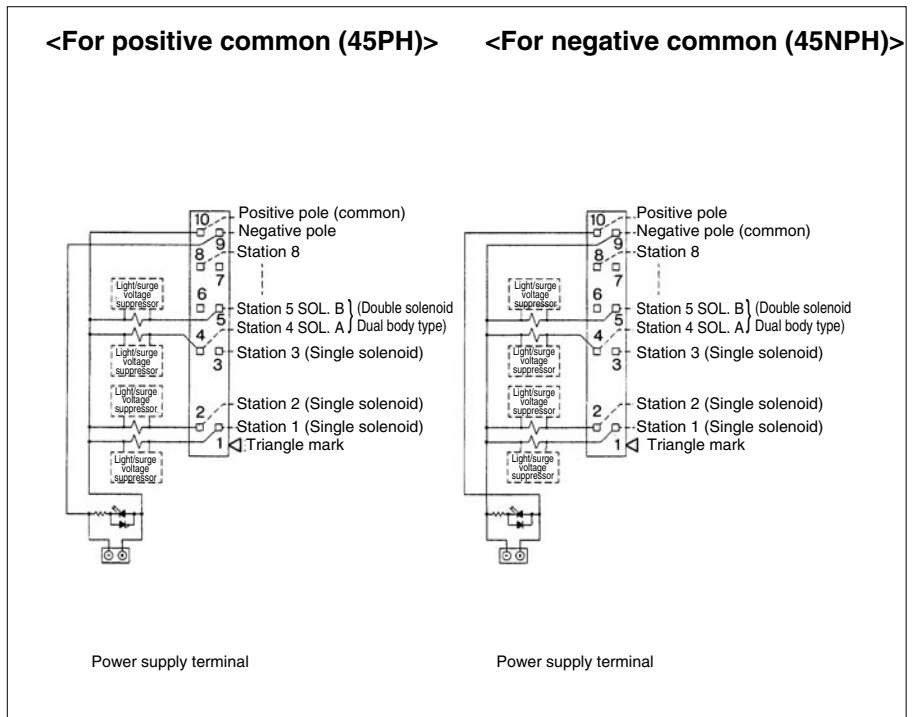 <For positive common (45PH)>
10
Positive pole (common)
Negative pole
9
8
Station 8
7
Light/surge
voltage
suppressor
6
Station 5 SOL. B
(Double solenoid
5
Station 4 SOL. A
Dual body type)
4
Light/surge
voltage
suppressor
Station 3 (Single solenoid)
3
Light/surge
voltage
suppressor
Station 2 (Single solenoid)
2
Station 1 (Single solenoid)
1
Triangle mark
Light/surge
voltage
suppressor
Power supply terminal
<For negative common (45NPH)>
10
Positive pole
Negative pole (common)
9
8
Station 8
7
Light/surge
voltage
suppressor
6
Station 5 SOL. B
(Double solenoid
5
Station 4 SOL. A
Dual body type)
4
Light/surge
voltage
suppressor
Station 3 (Single solenoid)
3
Light/surge
voltage
suppressor
Station 2 (Single solenoid)
2
Station 1 (Single solenoid)
1
Triangle mark
Light/surge
voltage
suppressor
Power supply terminal